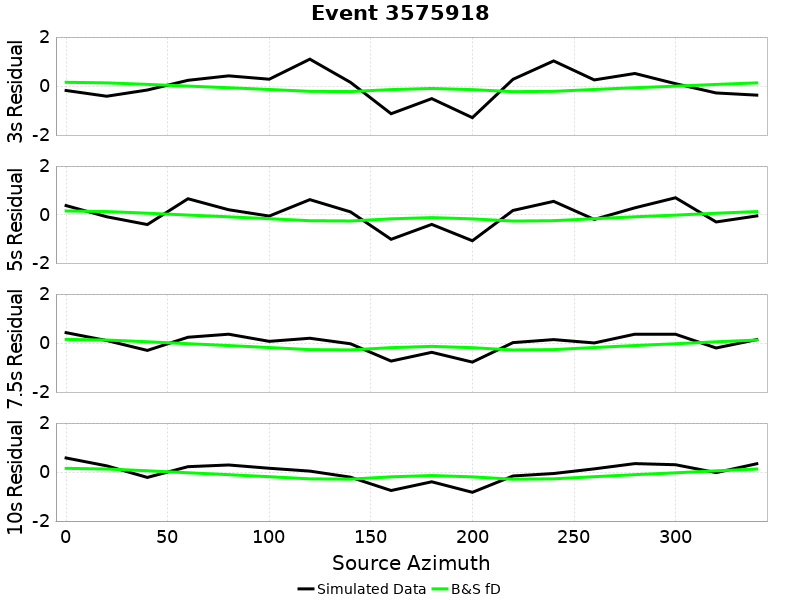 Event 3575918
3s Residual
2
0
-2
5s Residual
2
0
-2
7.5s Residual
2
0
-2
10s Residual
2
0
-2
0 50 100 150 200 250 300
Source Azimuth
Simulated Data B&S fD